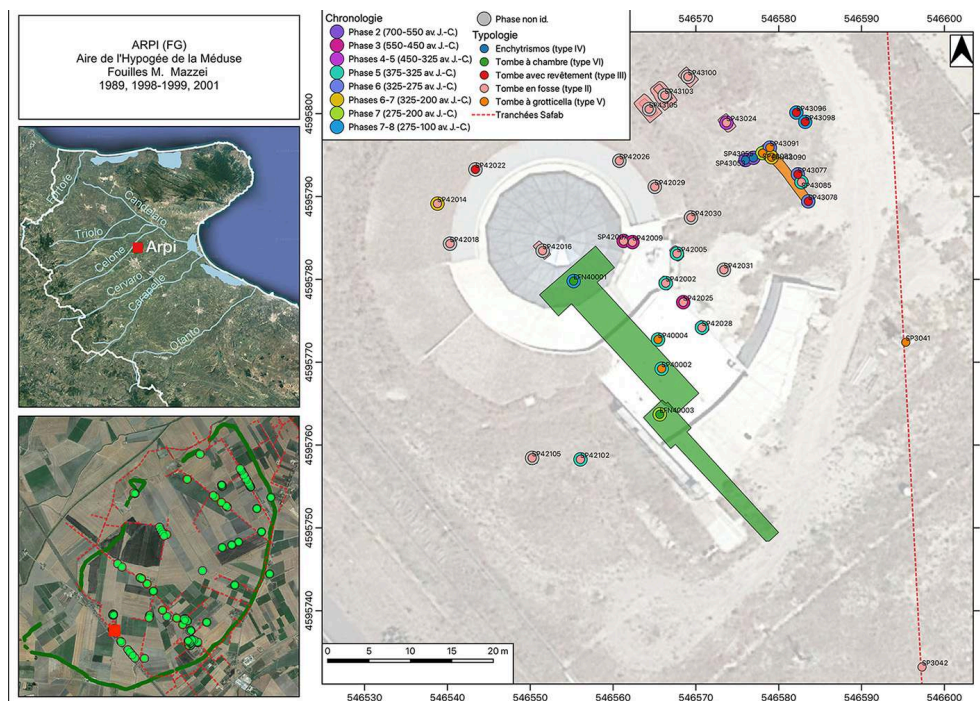 ARPI (FG)
Aire de l'Hypogée de la Méduse
Fouilles M. Mazzei
1989, 1998-1999, 2001
Candelaro
Triolo
Celone
Arpi
Cervaro
Carapelle
Ofanto
Chronologie
Phase 2 (700-550 av. J.-C.)
Phase 3 (550-450 av.J.-C.)
Phases 4-5 (450-325 av.J.-C.)
Phase 5 (375-325 av.J.-C.)
Phase 6 (325-275 av.J.-C.)
Phases 6-7 (325-200 av.J.-C.)
Phase 7 (275-200 av.J.-C.)
Phases 7-8 (275-100 av.J.-C.)
Phase non id.
Typologie
Enchytrismos (type IV)
Tombe à chambre (type VI)
Tombe avec revêtement (type III)
Tombe en fosse (type II)
Tombe à grotticella (type V)
Tranchées Safab
546570 546580 546590 546600
4595800
4595790
4595780
4595770
4595760
4595750
4595740
SP43100
SP43103
SP43105
SP43024
SP43096
SP43098
SP43091
SP43090
SP43077
SP43085
SP43078
SP42022
SP42026
SP42014
SP42029
SP42018
SP42030
SP42016
SP42009
SP42005
SP42031
EFN40001
SP42002
SP42025
SP42028
SP40004
SP3041
SP40002
EFN40003
SP42105
SP42102
SP3042
0 5 10 15 20 m
546530 546540 546550 546560 546570 546580 546590 546600